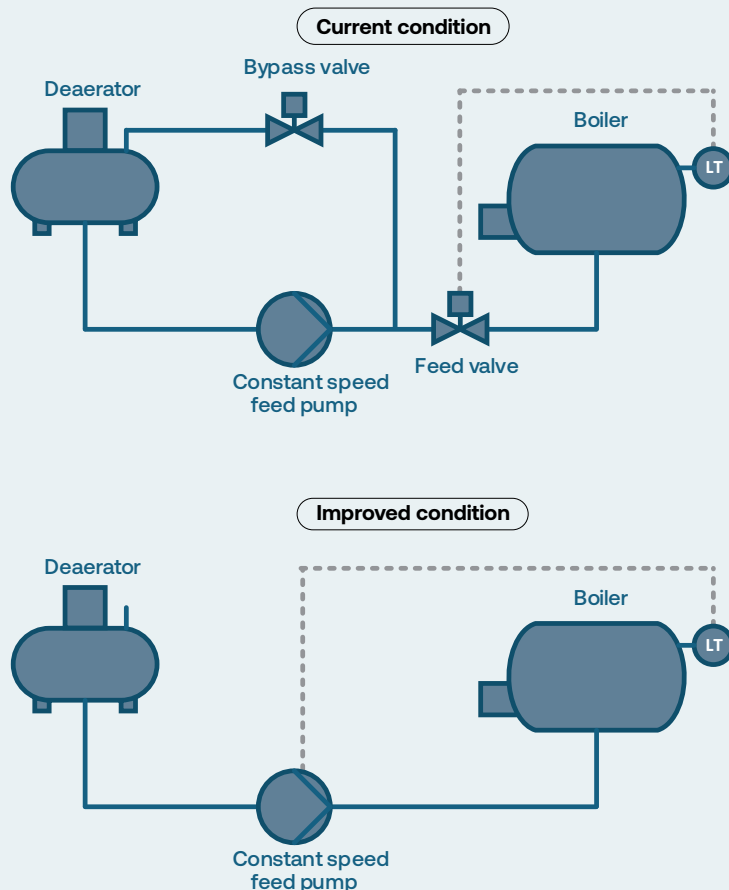 Current condition
Bypass valve
Deaerator
Boiler
LT
Feed valve
Constant speed
feed pump
Improved condition
Deaerator
Boiler
LT
Constant speed
feed pump